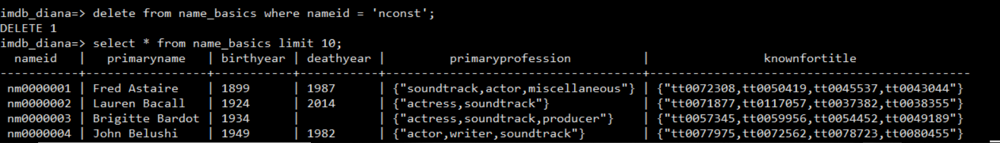 imdb_diana=> delete from name_basics where nameid = 'nconst';
DELETE 1
imdb_diana=> select * from name_basics limit 10;
  nameid   |   primaryname   | birthyear | deathyear |         primaryprofession         |               knownfortitle
-----------+-----------------+-----------+-----------+-----------------------------------+-------------------------------------------
 nm0000001 | Fred Astaire    | 1899      | 1987      | {"soundtrack,actor,miscellaneous"} | {"tt0072308,tt0050419,tt0045537,tt0043044"}
 nm0000002 | Lauren Bacall   | 1924      | 2014      | {"actress,soundtrack"}            | {"tt0071877,tt0117057,tt0037382,tt0038355"}
 nm0000003 | Brigitte Bardot | 1934      |           | {"actress,soundtrack,producer"}   | {"tt0057345,tt0059956,tt0054452,tt0049189"}
 nm0000004 | John Belushi    | 1949      | 1982      | {"actor,writer,soundtrack"}       | {"tt0077975,tt0072562,tt0078723,tt0080455"}